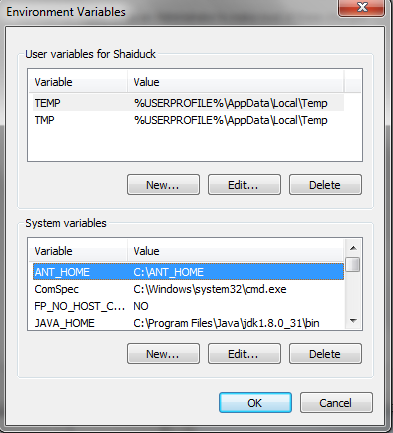 Environment Variables
User variables for Shaiduck
Variable Value
TEMP %USERPROFILE%\AppData\Local\Temp
TMP %USERPROFILE%\AppData\Local\Temp
New... Edit... Delete
System variables
Variable Value
ANT_HOME C:\ANT_HOME
ComSpec C:\Windows\system32\cmd.exe
FP_NO_HOST_C... NO
JAVA_HOME C:\Program Files\Java\jdk1.8.0_31\bin
New... Edit... Delete
OK Cancel